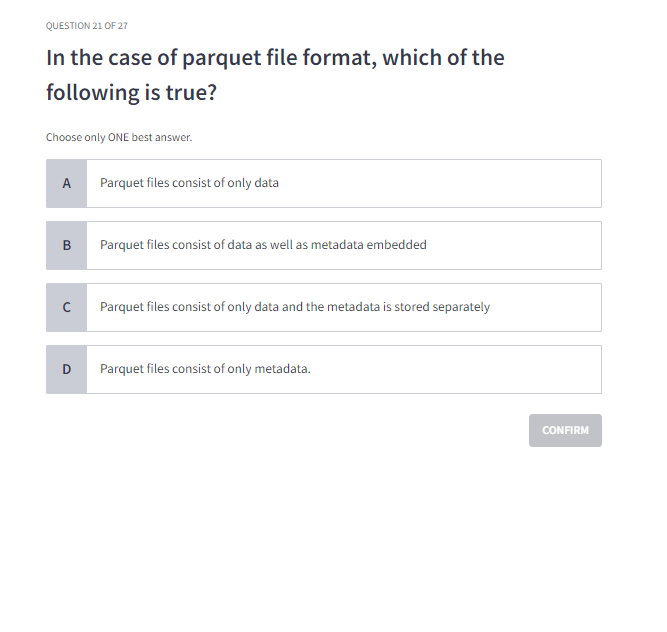 QUESTION 21 OF 27
In the case of parquet file format, which of the
following is true?
Choose only ONE best answer.
A
Parquet files consist of only data
B
Parquet files consist of data as well as metadata embedded
C
Parquet files consist of only data and the metadata is stored separately
D
Parquet files consist of only metadata.
CONFIRM